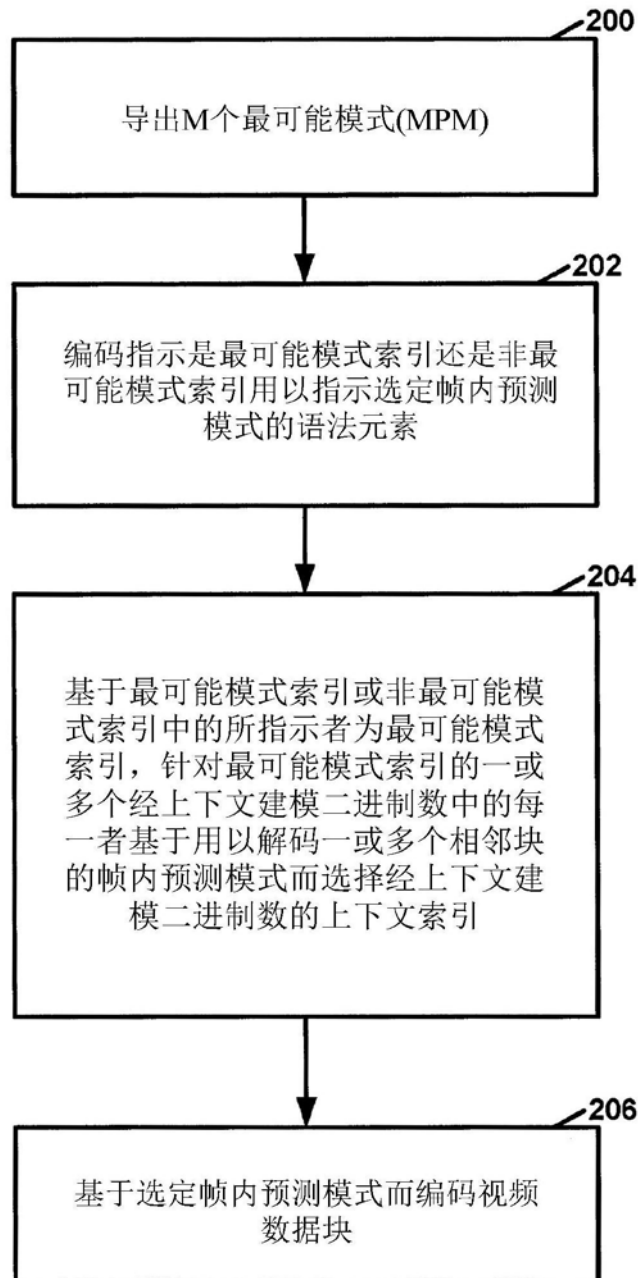 200
导出M个最可能模式(MPM)
202
编码指示是最可能模式索引还是非最
可能模式索引用以指示选定帧内预测
模式的语法元素
204
基于最可能模式索引或非最可能模
式索引中的所指示者为最可能模式
索引，针对最可能模式索引的一或
多个经上下文建模二进制数中的每
一者基于用以解码一或多个相邻块
的帧内预测模式而选择经上下文建
模二进制数的上下文索引
206
基于选定帧内预测模式而编码视频
数据块